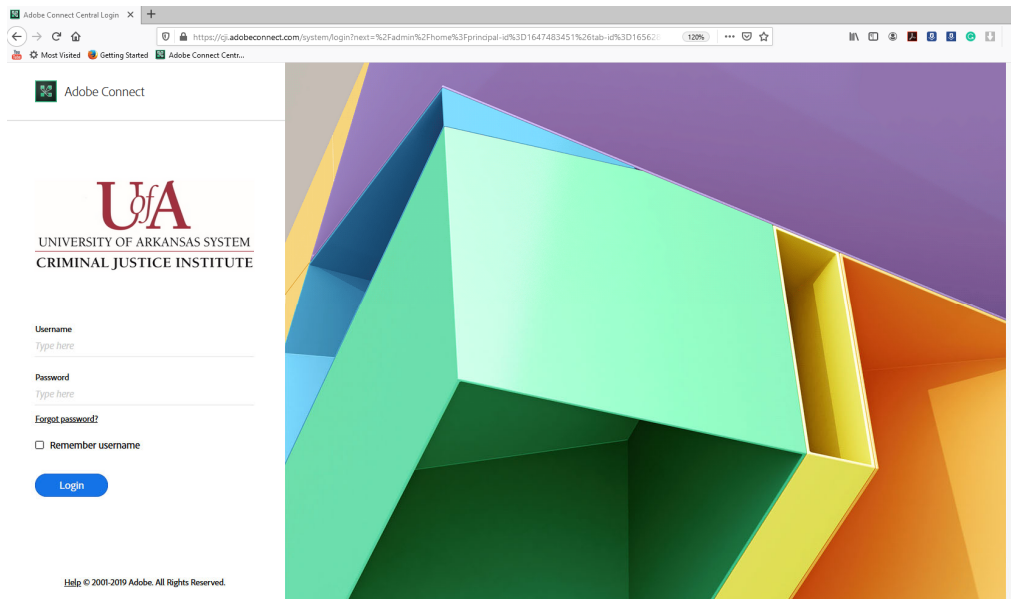 Adobe Connect Central Login
https://cji.adobeconnect.com/system/login?next=%2Fadmin%2Fhome%3Fprincipal-id%3D1647483451%26tab-id%3D165620
120%
Most Visited
Getting Started
Adobe Connect Centr...
Adobe Connect
UofA
UNIVERSITY OF ARKANSAS SYSTEM
CRIMINAL JUSTICE INSTITUTE
Username
Type here
Password
Type here
Forgot password?
Remember username
Login
Help © 2001-2019 Adobe. All Rights Reserved.